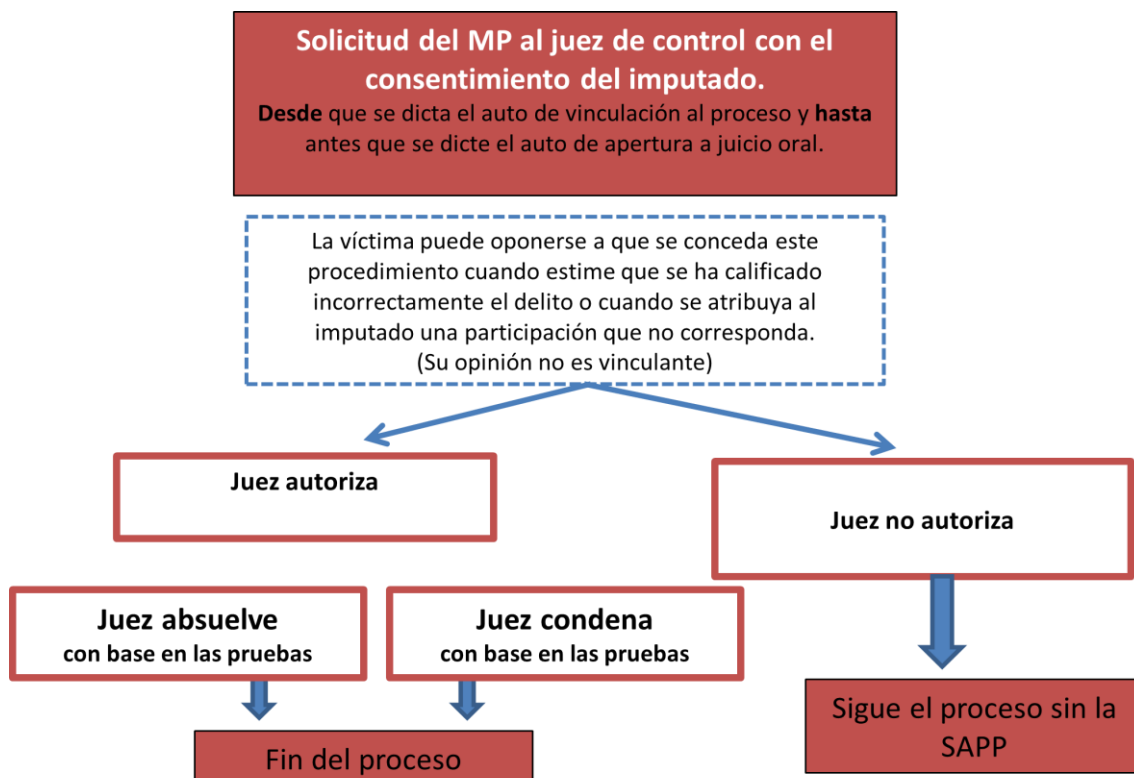 Solicitud del MP al juez de control con el
consentimiento del imputado.
Desde que se dicta el auto de vinculación al proceso y hasta
antes que se dicte el auto de apertura a juicio oral.
La víctima puede oponerse a que se conceda este
procedimiento cuando estime que se ha calificado
incorrectamente el delito o cuando se atribuya al
imputado una participación que no corresponda.
(Su opinión no es vinculante)
Juez autoriza
Juez no autoriza
Juez absuelve
con base en las pruebas
Juez condena
con base en las pruebas
Fin del proceso
Sigue el proceso sin la
SAPP